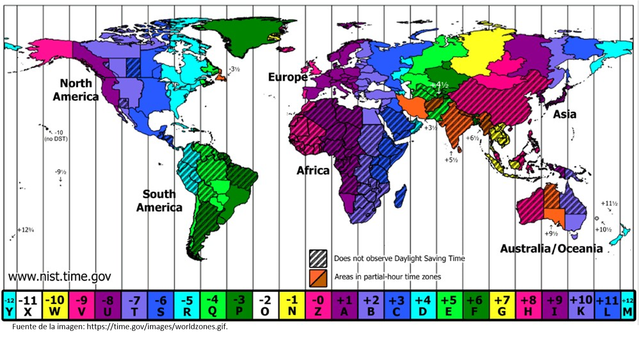 -3½
North
America
Europe
-4½
Asia
-10
(no DST)
+3½
+6½
+5½
-9½
Africa
South
America
+12¾
+11½
+10½
+9½
Australia/Oceania
Does not observe Daylight Saving Time
Areas in partial-hour time zones
www.nist.time.gov
-12 -11 -10 -9 -8 -7 -6 -5 -4 -3 -2 -1 -0 +1 +2 +3 +4 +5 +6 +7 +8 +9 +10 +11 +12
Y X W V U T S R Q P O N Z A B C D E F G H I K L M
Fuente de la imagen: https://time.gov/images/worldzones.gif.